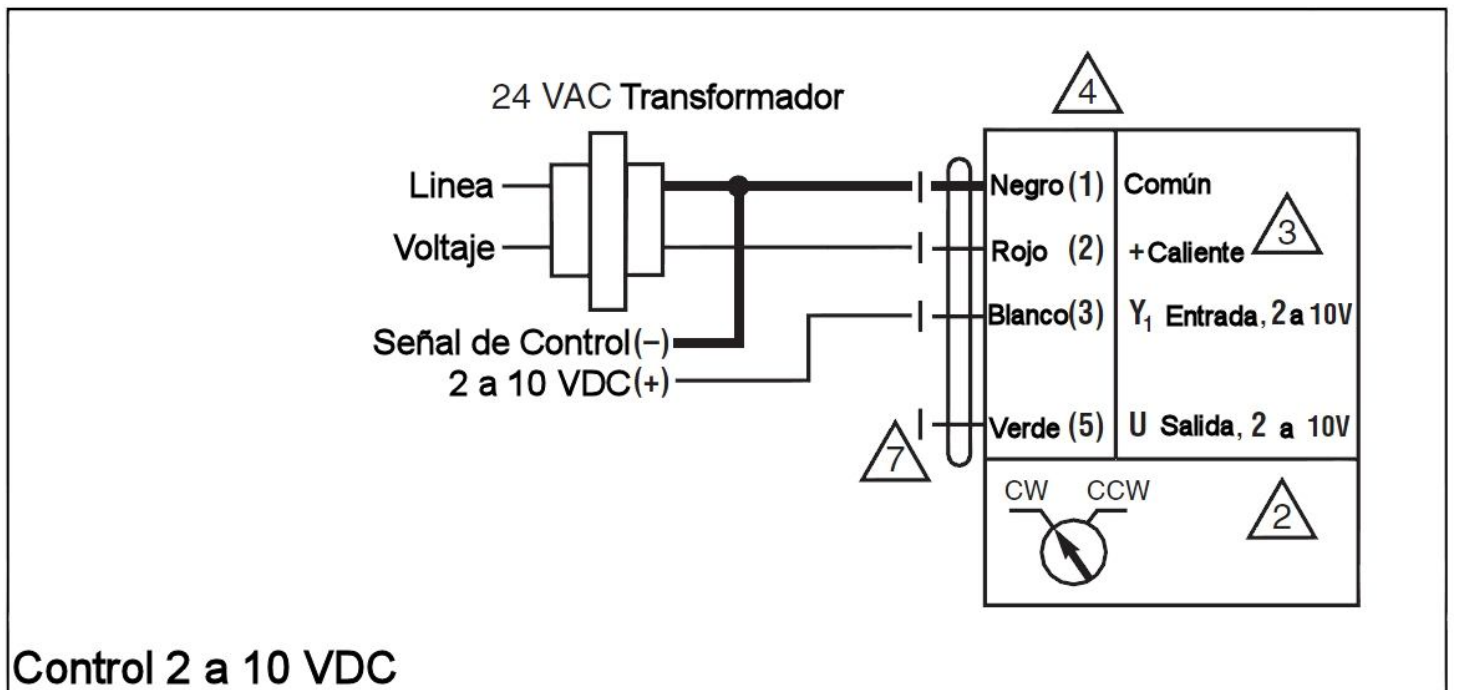 24 VAC Transformador
4
Linea
Negro (1) Común
Voltaje
Rojo (2) +Caliente 3
Blanco(3) Y1 Entrada, 2 a 10V
Señal de Control(–)
2 a 10 VDC(+)
Verde (5) U Salida, 2 a 10V
7
CW CCW
2
Control 2 a 10 VDC